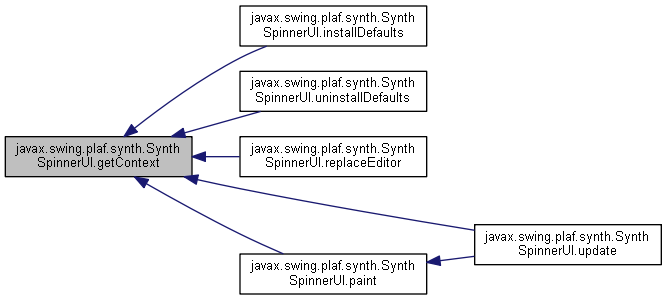 javax.swing.plaf.synth.Synth
SpinnerUI.installDefaults
javax.swing.plaf.synth.Synth
SpinnerUI.uninstallDefaults
javax.swing.plaf.synth.Synth
SpinnerUI.getContext
javax.swing.plaf.synth.Synth
SpinnerUI.replaceEditor
javax.swing.plaf.synth.Synth
SpinnerUI.update
javax.swing.plaf.synth.Synth
SpinnerUI.paint